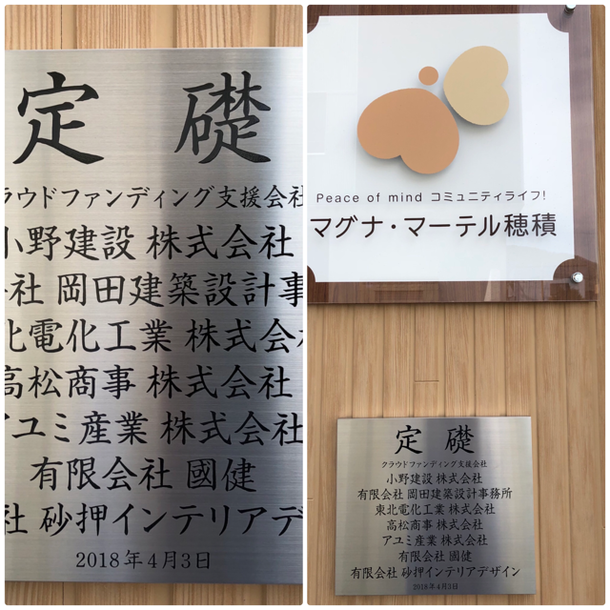 定 礎
クラウドファンディング支援会社
小野建設 株式会社
社 岡田建築設計事
北電化工業 株式会
高松商事 株式会社
アユミ産業 株式会社
有限会社 國健
社 砂押インテリアデ
2018年4月3日
Peace of mind コミュニティライフ!
マグナ・マーテル穂積
定 礎
クラウドファンディング支援会社
小野建設 株式会社
有限会社 岡田建築設計事務所
東北電化工業 株式会社
高松商事 株式会社
アユミ産業 株式会社
有限会社 國健
有限会社 砂押インテリアデザイン
2018年4月3日